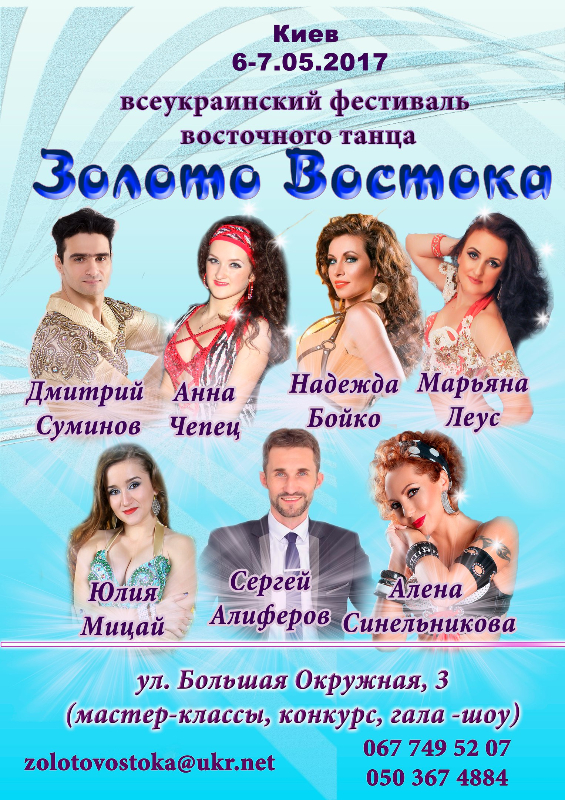 Киев
6-7.05.2017
всеукраинский фестиваль
восточного танца
Золото Востока
Дмитрий
Суминов
Анна
Чепец
Надежда
Бойко
Марьяна
Леус
Юлия
Мицай
Сергей
Алиферов
Алена
Синельникова
ул. Большая Окружная, 3
(мастер-классы, конкурс, гала -шоу)
zolotovostoka@ukr.net
067 749 52 07
050 367 4884